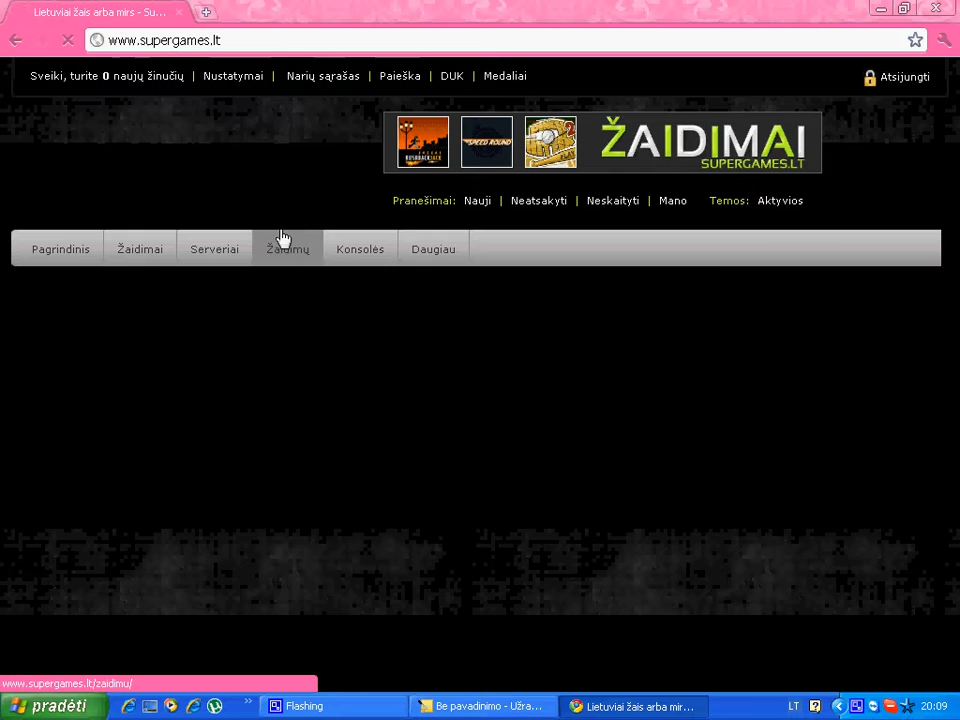 Lietuviai žais arba mirs - Su...
www.supergames.lt
Sveiki, turite 0 naujų žinučių | Nustatymai | Narių sąrašas | Paieška | DUK | Medaliai
Atsijungti
SPEED ROUND
ŽAIDIMAI
SUPERGAMES.LT
Pranešimai: Nauji | Neatsakyti | Neskaityti | Mano Temos: Aktyvios
Pagrindinis Žaidimai Serveriai Žaidimų Konsolės Daugiau
www.supergames.lt/zaidimu/
pradėti Flashing Be pavadinimo - Užra... Lietuviai žais arba mir... LT 20:09